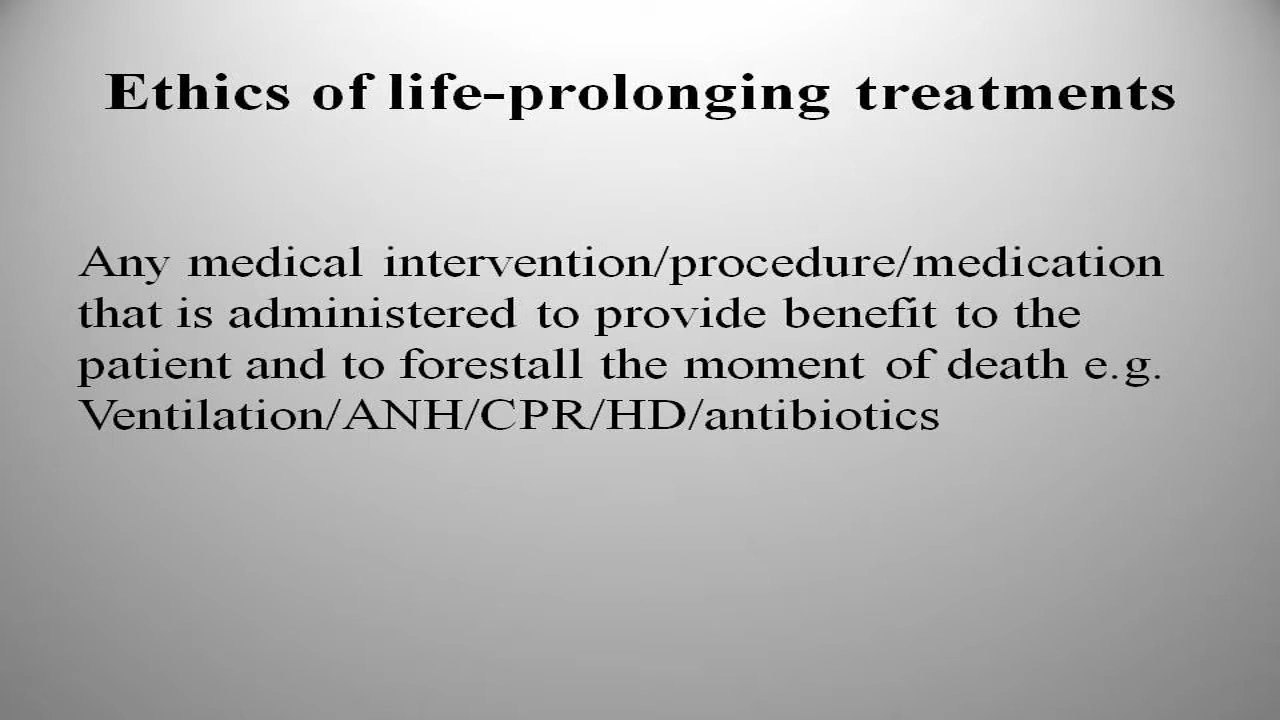 Ethics of life-prolonging treatments
Any medical intervention/procedure/medication
that is administered to provide benefit to the
patient and to forestall the moment of death e.g.
Ventilation/ANH/CPR/HD/antibiotics